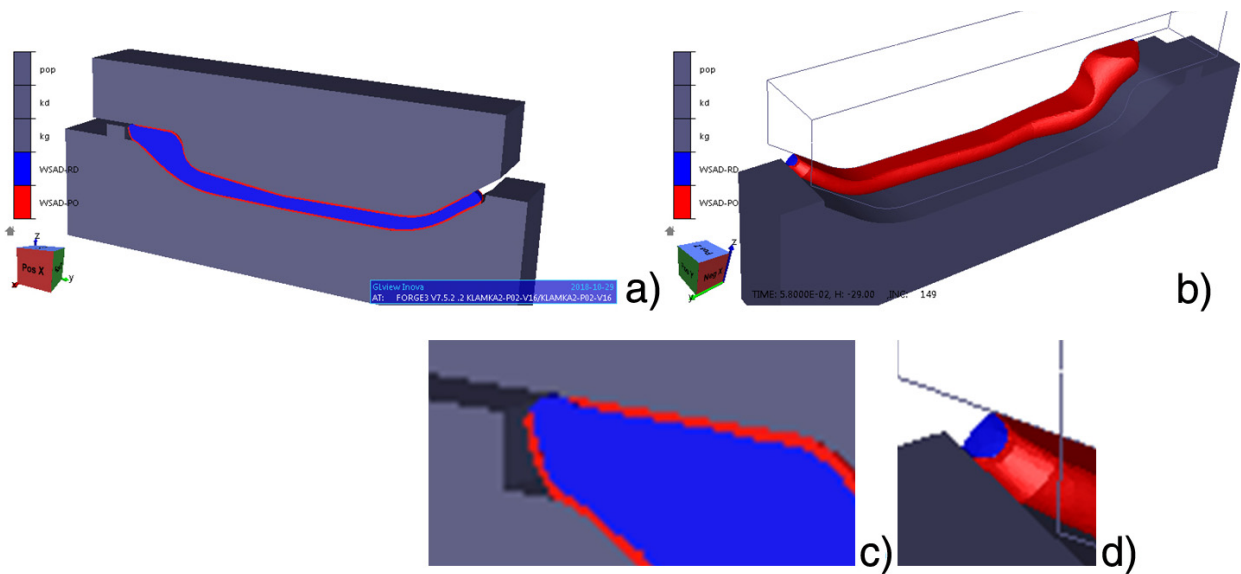 pop
kd
kg
WSAD-RD
WSAD-PO
z
Pos X
y
x
GLview Inova 2018-10-29
AT: FORGE3 V7.5.2 .2 KLAMKA2-P02-V16/KLAMKA2-P02-V16
a)
pop
kd
kg
WSAD-RD
WSAD-PO
z
Pos Z
Neg X
y
TIME: 5.8000E-02, H: -29.00 ,INC: 149
b)
c)
d)